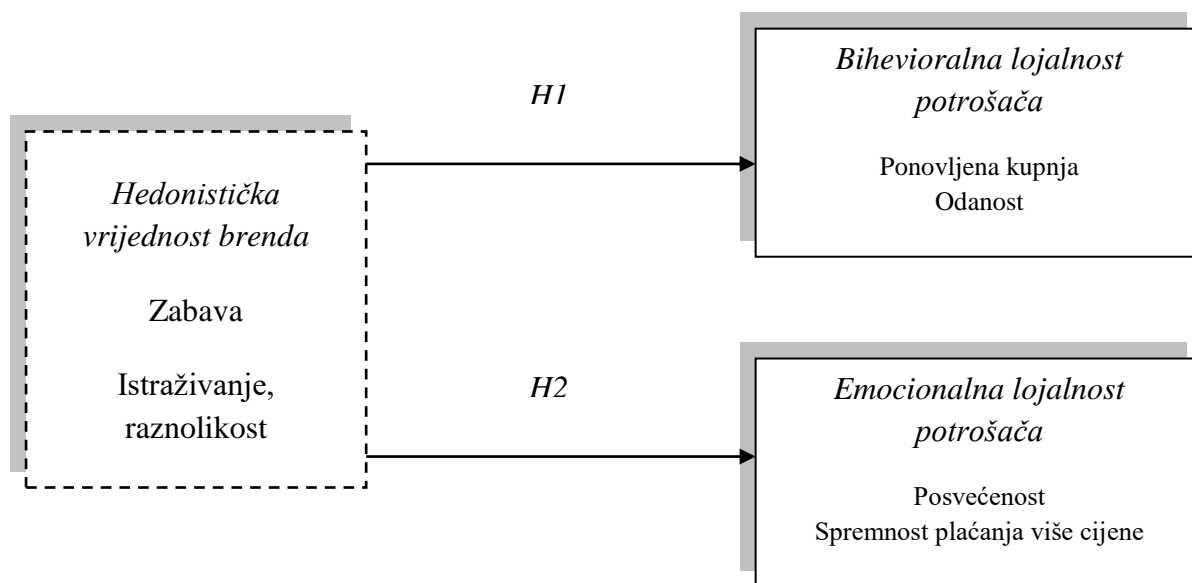 Hedonistička
vrijednost brenda
Zabava
Istraživanje,
raznolikost
H1
Bihevioralna lojalnost
potrošača
Ponovljena kupnja
Odanost
H2
Emocionalna lojalnost
potrošača
Posvećenost
Spremnost plaćanja više cijene